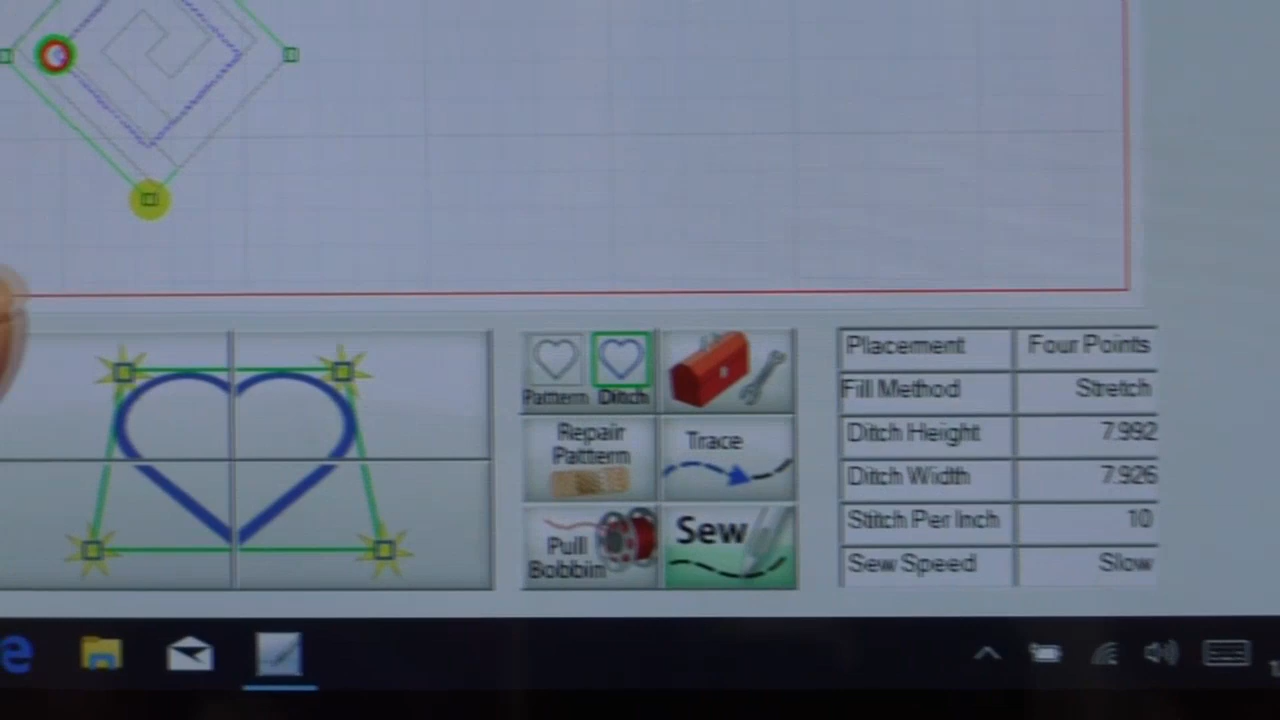 Placement Four Points
Pattern Ditch
Fill Method Stretch
Repair
Pattern
Trace
Ditch Height 7.992
Ditch Width 7.926
Pull
Bobbin
Sew
Stitch Per Inch 10
Sew Speed Slow